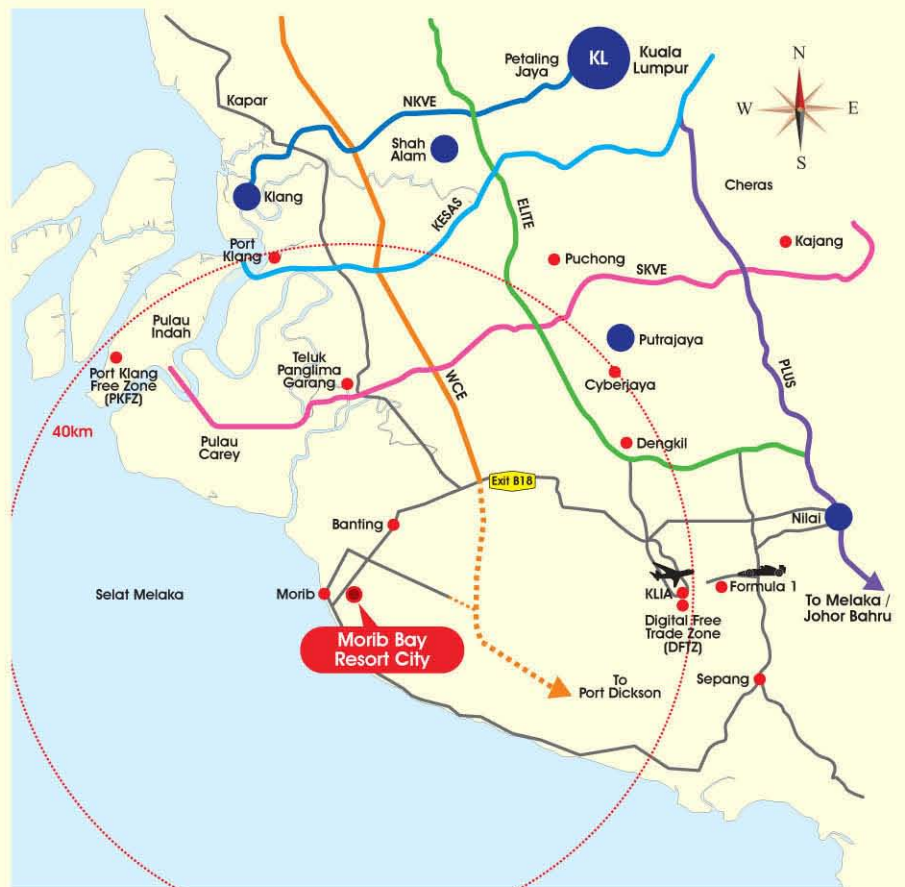 Petaling
Jaya
KL
Kuala
Lumpur
N
W
E
S
Kapar
NKVE
Shah
Alam
Klang
Cheras
KESAS
ELITE
Port
Klang
Puchong
Kajang
SKVE
Pulau
Indah
Putrajaya
Port Klang
Free Zone
(PKFZ)
Teluk
Panglima
Garang
WCE
Cyberjaya
PLUS
40km
Pulau
Carey
Dengkil
Exit B18
Banting
Nilai
Selat Melaka
Morib
KLIA
Formula 1
To Melaka /
Johor Bahru
Digital Free
Trade Zone
(DFTZ)
Morib Bay
Resort City
To
Port Dickson
Sepang